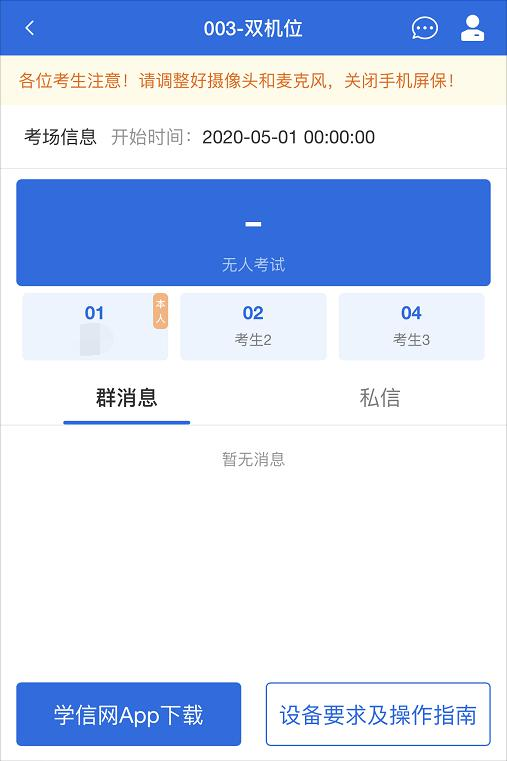 003-双机位
各位考生注意！请调整好摄像头和麦克风，关闭手机屏保！
考场信息 开始时间： 2020-05-01 00:00:00
-
无人考试
01 本人 02 04
考生2 考生3
群消息 私信
暂无消息
学信网App下载 设备要求及操作指南